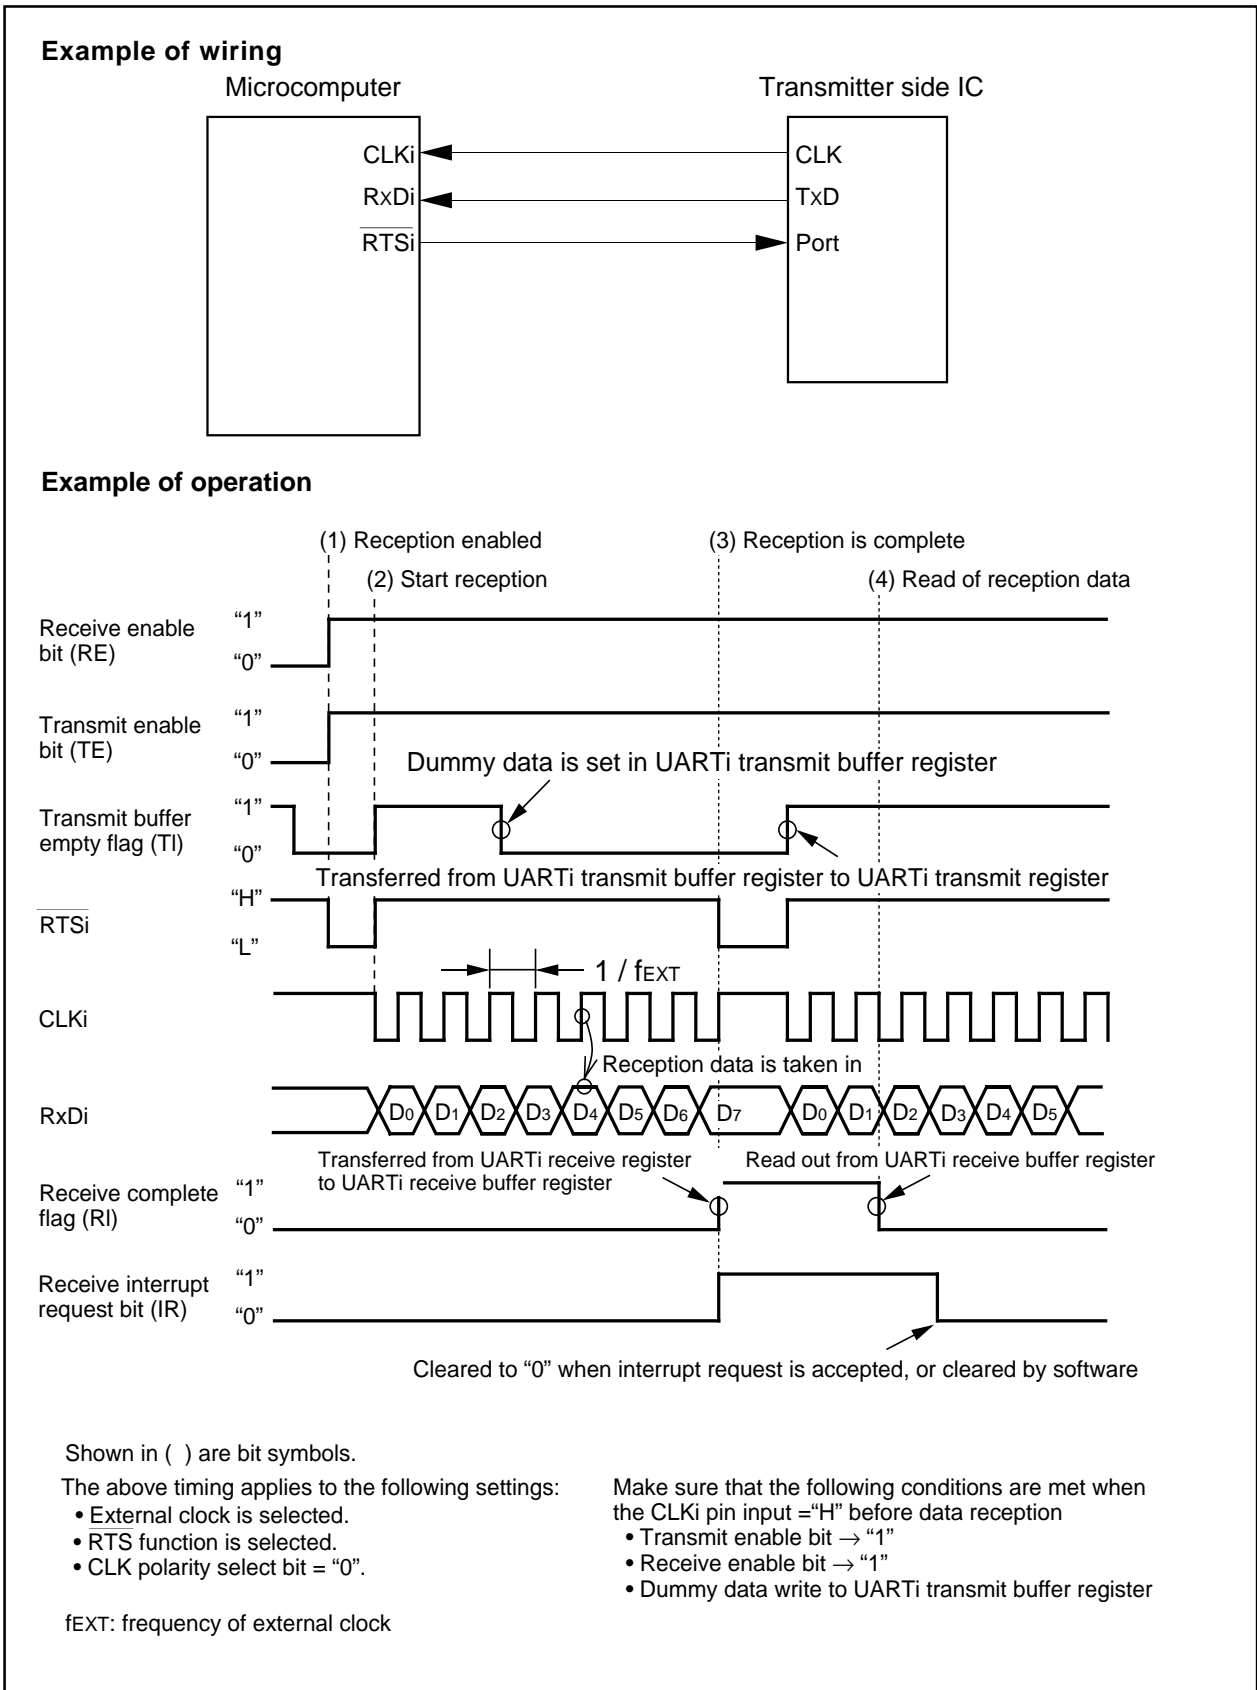 Example of wiring
Microcomputer
Transmitter side IC
CLKi
CLK
RxDi
TxD
RTSi
Port
Example of operation
(1) Reception enabled
(3) Reception is complete
(2) Start reception
(4) Read of reception data
Receive enable
bit (RE)
“1”
“0”
Transmit enable
bit (TE)
“1”
“0”
Dummy data is set in UARTi transmit buffer register
Transmit buffer
empty flag (TI)
“1”
“0”
Transferred from UARTi transmit buffer register to UARTi transmit register
RTSi
“H”
“L”
1 / fEXT
CLKi
Reception data is taken in
RxDi
D0 D1 D2 D3 D4 D5 D6 D7 D0 D1 D2 D3 D4 D5
Transferred from UARTi receive register
to UARTi receive buffer register
Read out from UARTi receive buffer register
Receive complete
flag (RI)
“1”
“0”
Receive interrupt
request bit (IR)
“1”
“0”
Cleared to “0” when interrupt request is accepted, or cleared by software
Shown in ( ) are bit symbols.
The above timing applies to the following settings:
• External clock is selected.
• RTS function is selected.
• CLK polarity select bit = “0”.
fEXT: frequency of external clock
Make sure that the following conditions are met when
the CLKi pin input =“H” before data reception
• Transmit enable bit → “1”
• Receive enable bit → “1”
• Dummy data write to UARTi transmit buffer register